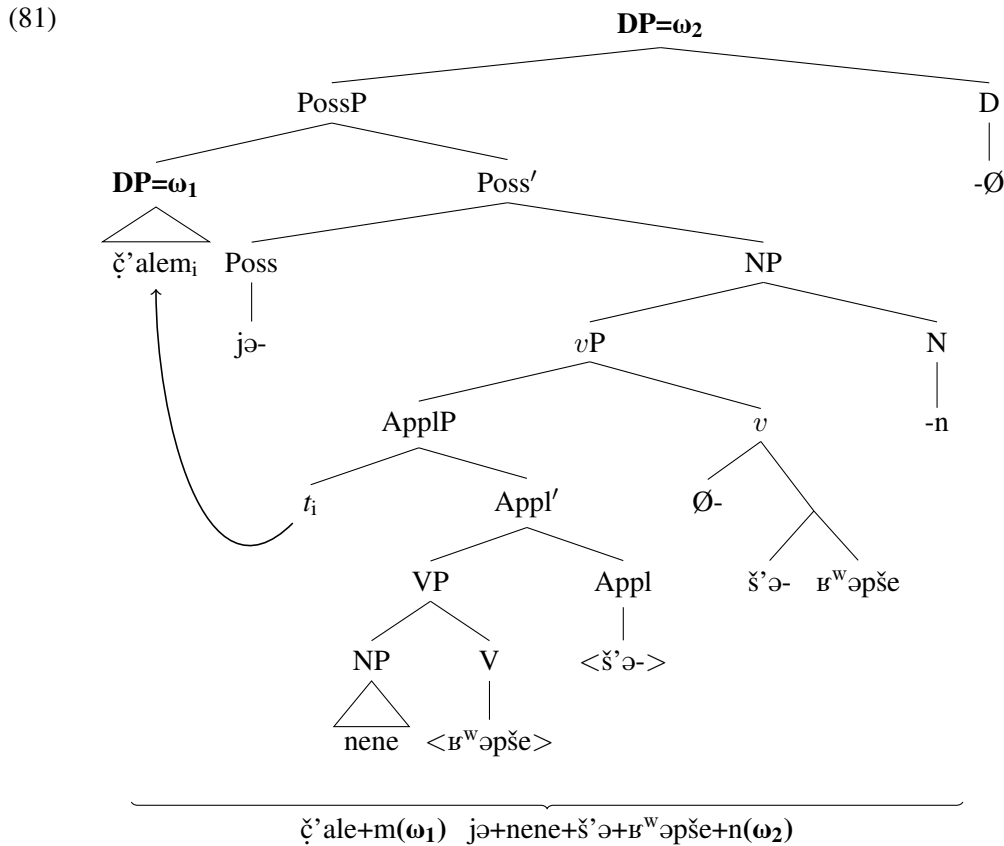 (81)
DP=ω₂
PossP D
DP=ω₁ Poss′ -Ø
č̣’alemᵢ Poss NP
jə- vP N
ApplP v -n
tᵢ Appl′ Ø-
VP Appl š’ə- ʁʷəpše
NP V <š’ə->
nene <ʁʷəpše>
č̣’ale+m(ω₁) jə+nene+š’ə+ʁʷəpše+n(ω₂)